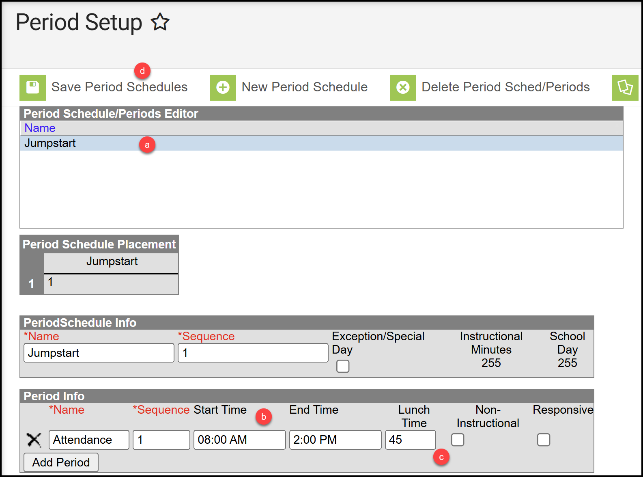 Period Setup
d
Save Period Schedules New Period Schedule Delete Period Sched/Periods
Period Schedule/Periods Editor
Name
Jumpstart a
Period Schedule Placement
Jumpstart
1 1
PeriodSchedule Info
*Name *Sequence Exception/Special Day Instructional Minutes School Day
Jumpstart 1 255 255
Period Info
*Name *Sequence Start Time b End Time Lunch Time Non-Instructional Responsive
Attendance 1 08:00 AM 2:00 PM 45 c
Add Period